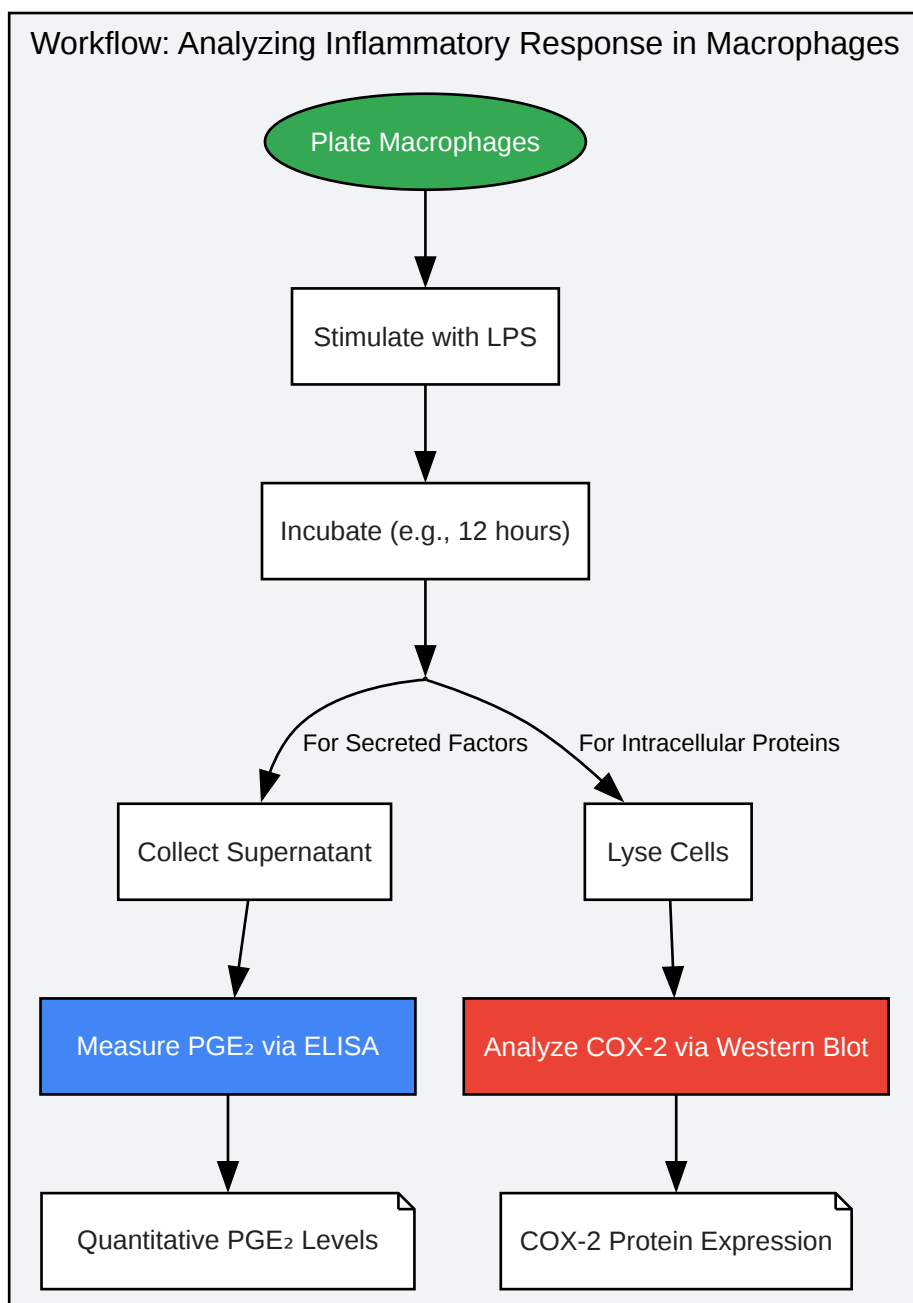 Workflow: Analyzing Inflammatory Response in Macrophages
Plate Macrophages
Stimulate with LPS
Incubate (e.g., 12 hours)
For Secreted Factors
For Intracellular Proteins
Collect Supernatant
Lyse Cells
Measure PGE₂ via ELISA
Analyze COX-2 via Western Blot
Quantitative PGE₂ Levels
COX-2 Protein Expression